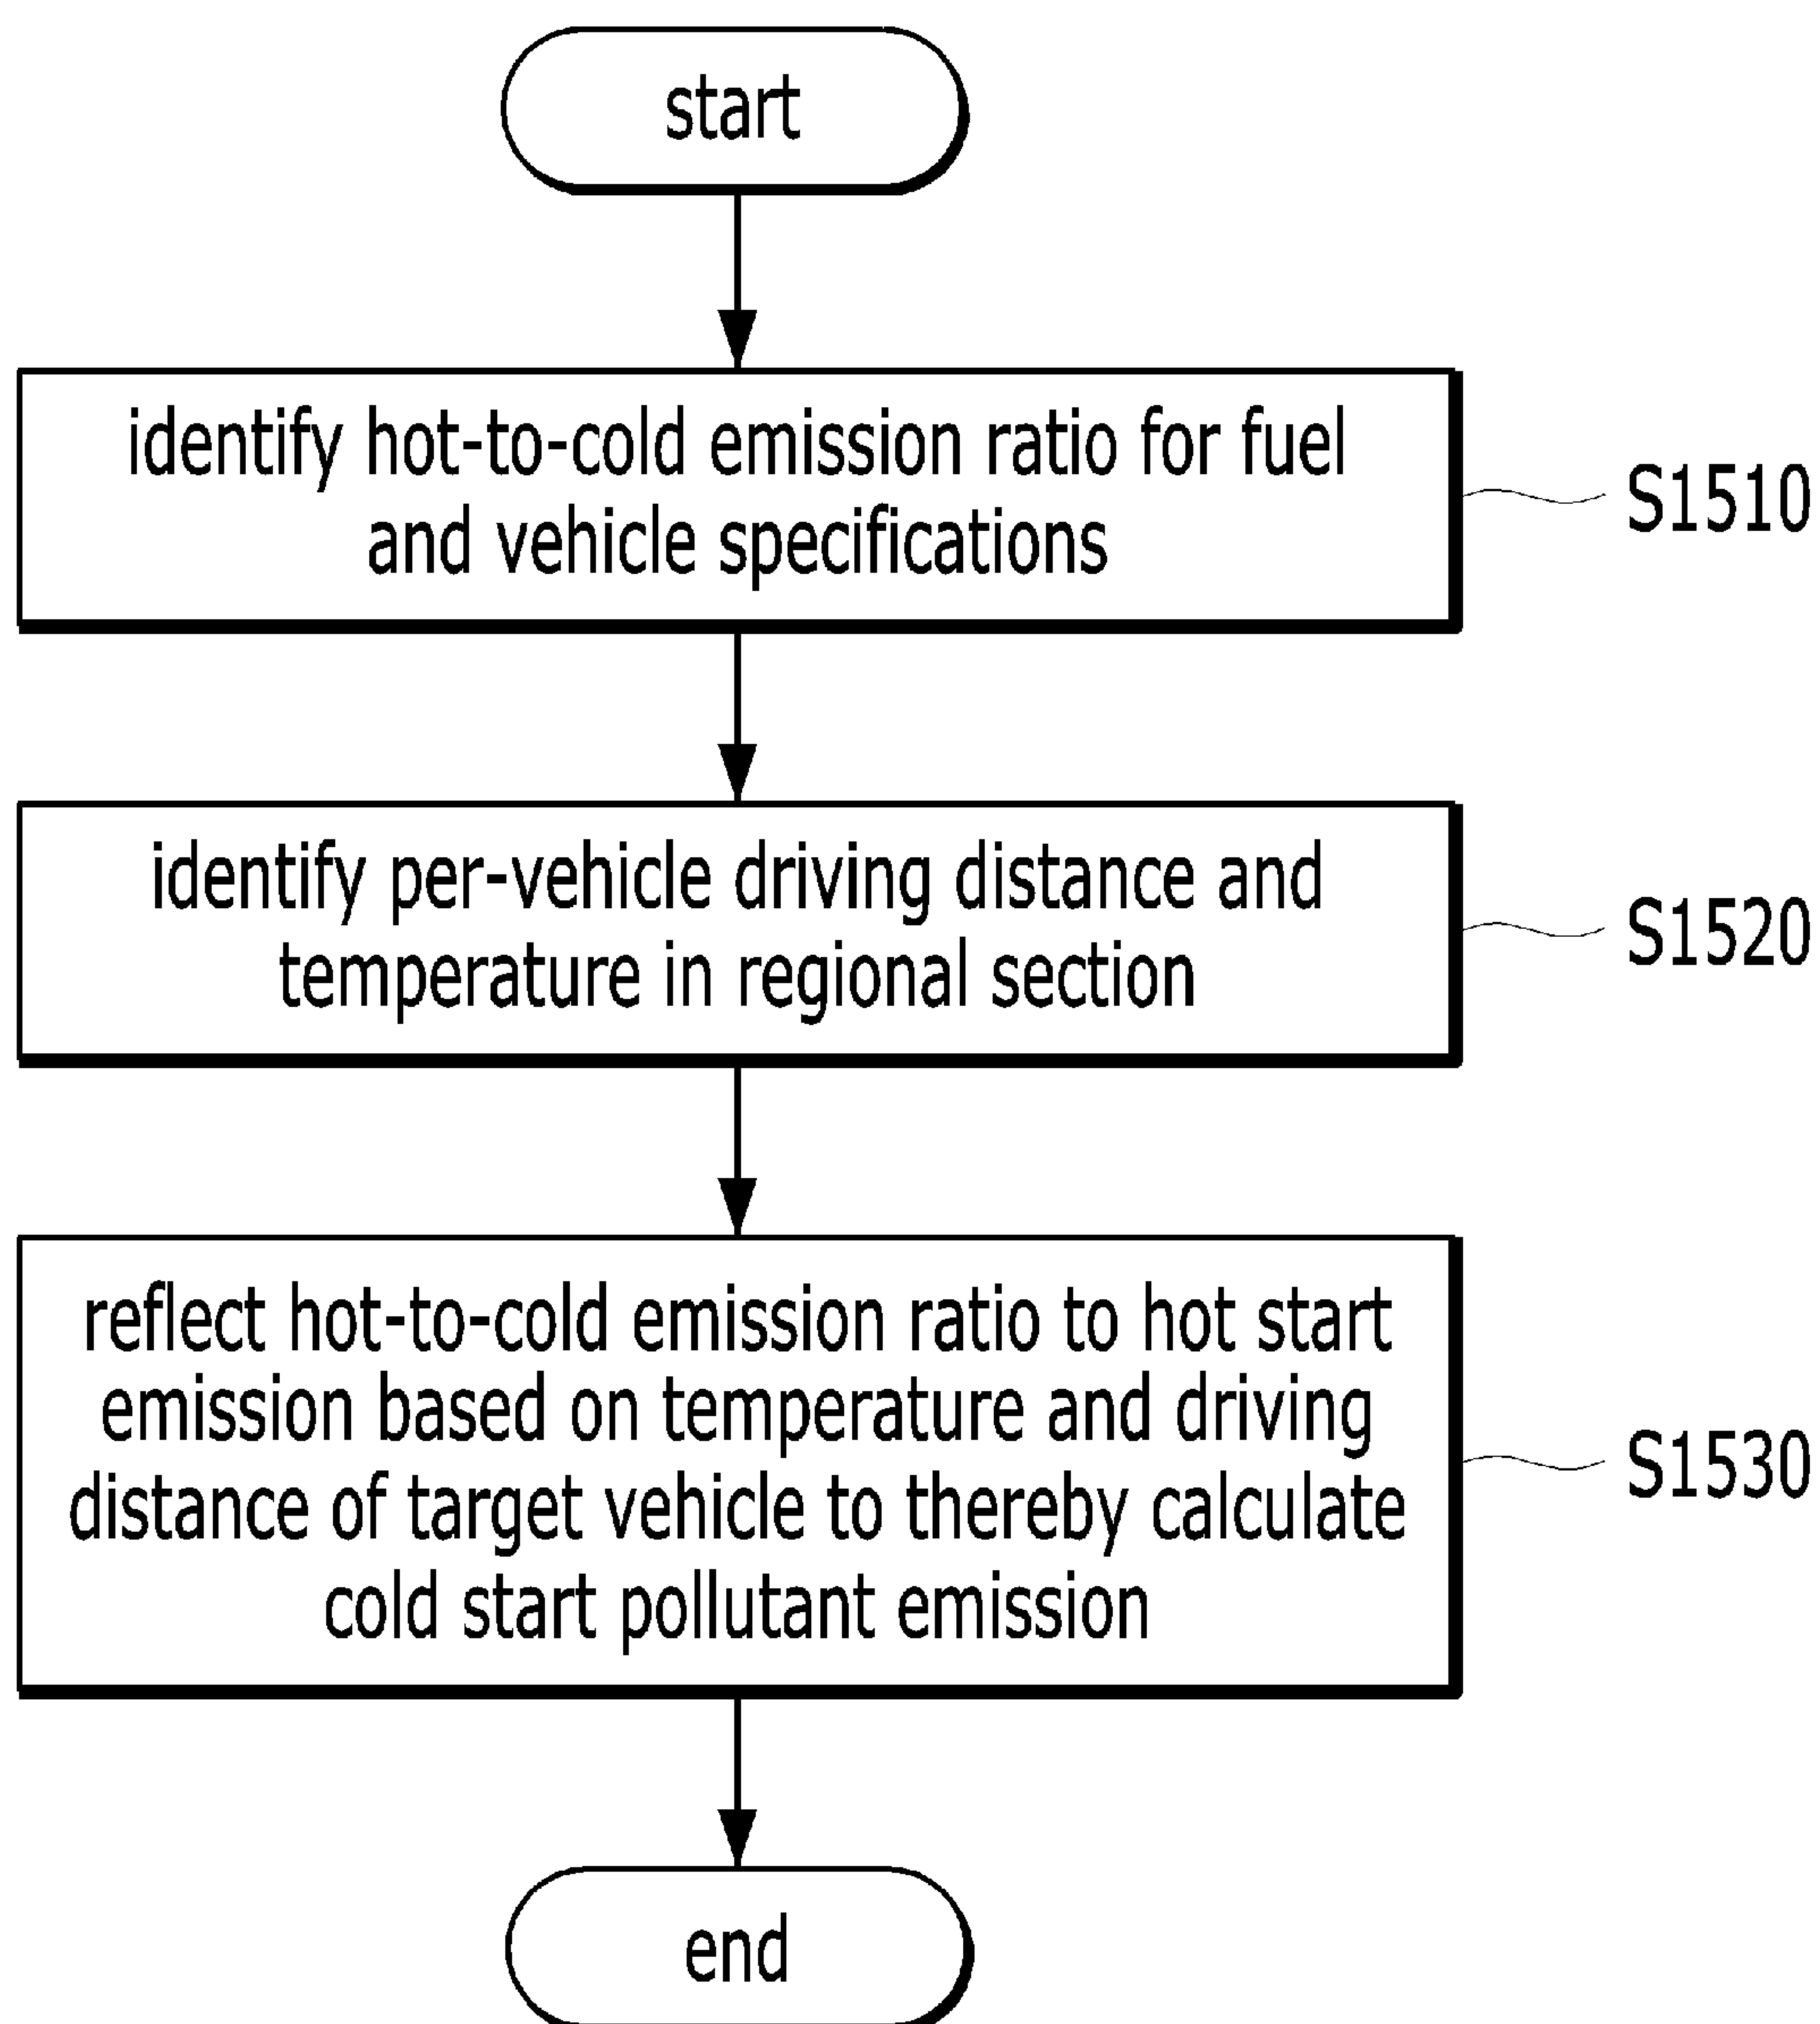 start
identify hot-to-cold emission ratio for fuel
and vehicle specifications
S1510
identify per-vehicle driving distance and
temperature in regional section
S1520
reflect hot-to-cold emission ratio to hot start
emission based on temperature and driving
distance of target vehicle to thereby calculate
cold start pollutant emission
S1530
end